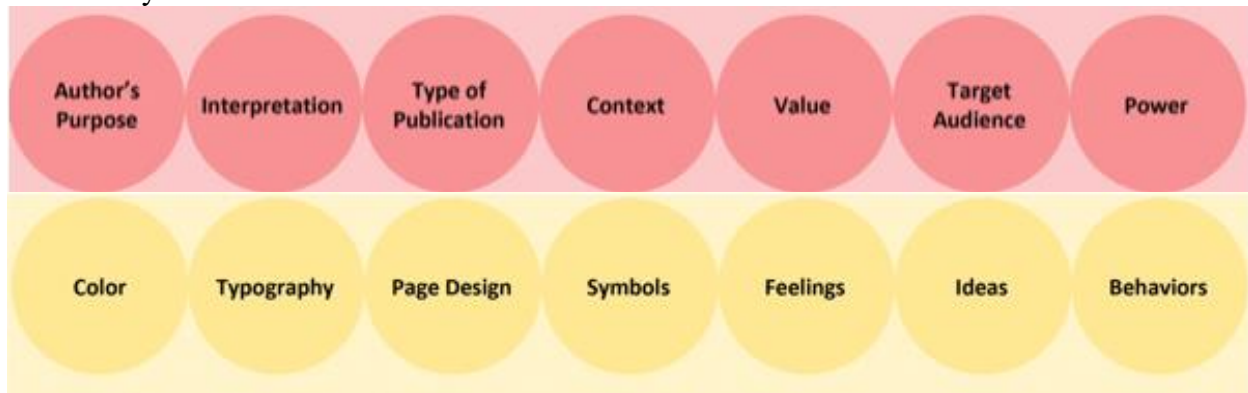 Author's
Purpose
Interpretation
Type of
Publication
Context
Value
Target
Audience
Power
Color
Typography
Page Design
Symbols
Feelings
Ideas
Behaviors